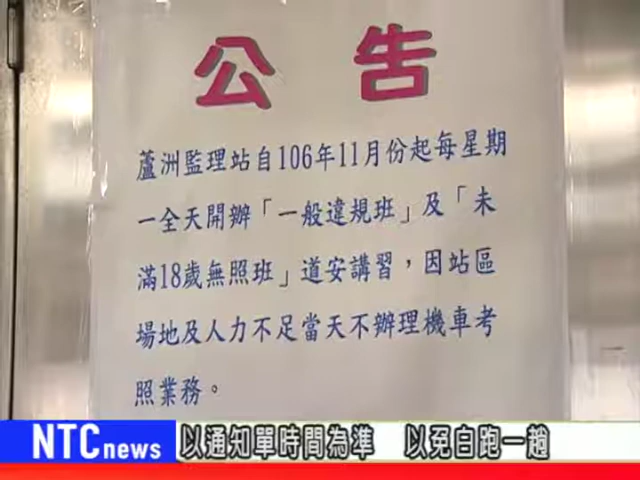 公告
蘆洲監理站自106年11月份起每星期
一全天開辦「一般違規班」及「未
滿18歲無照班」道安講習，因站區
場地及人力不足當天不辦理機車考
照業務。
NTCnews 以通知單時間為準 以免白跑一趟